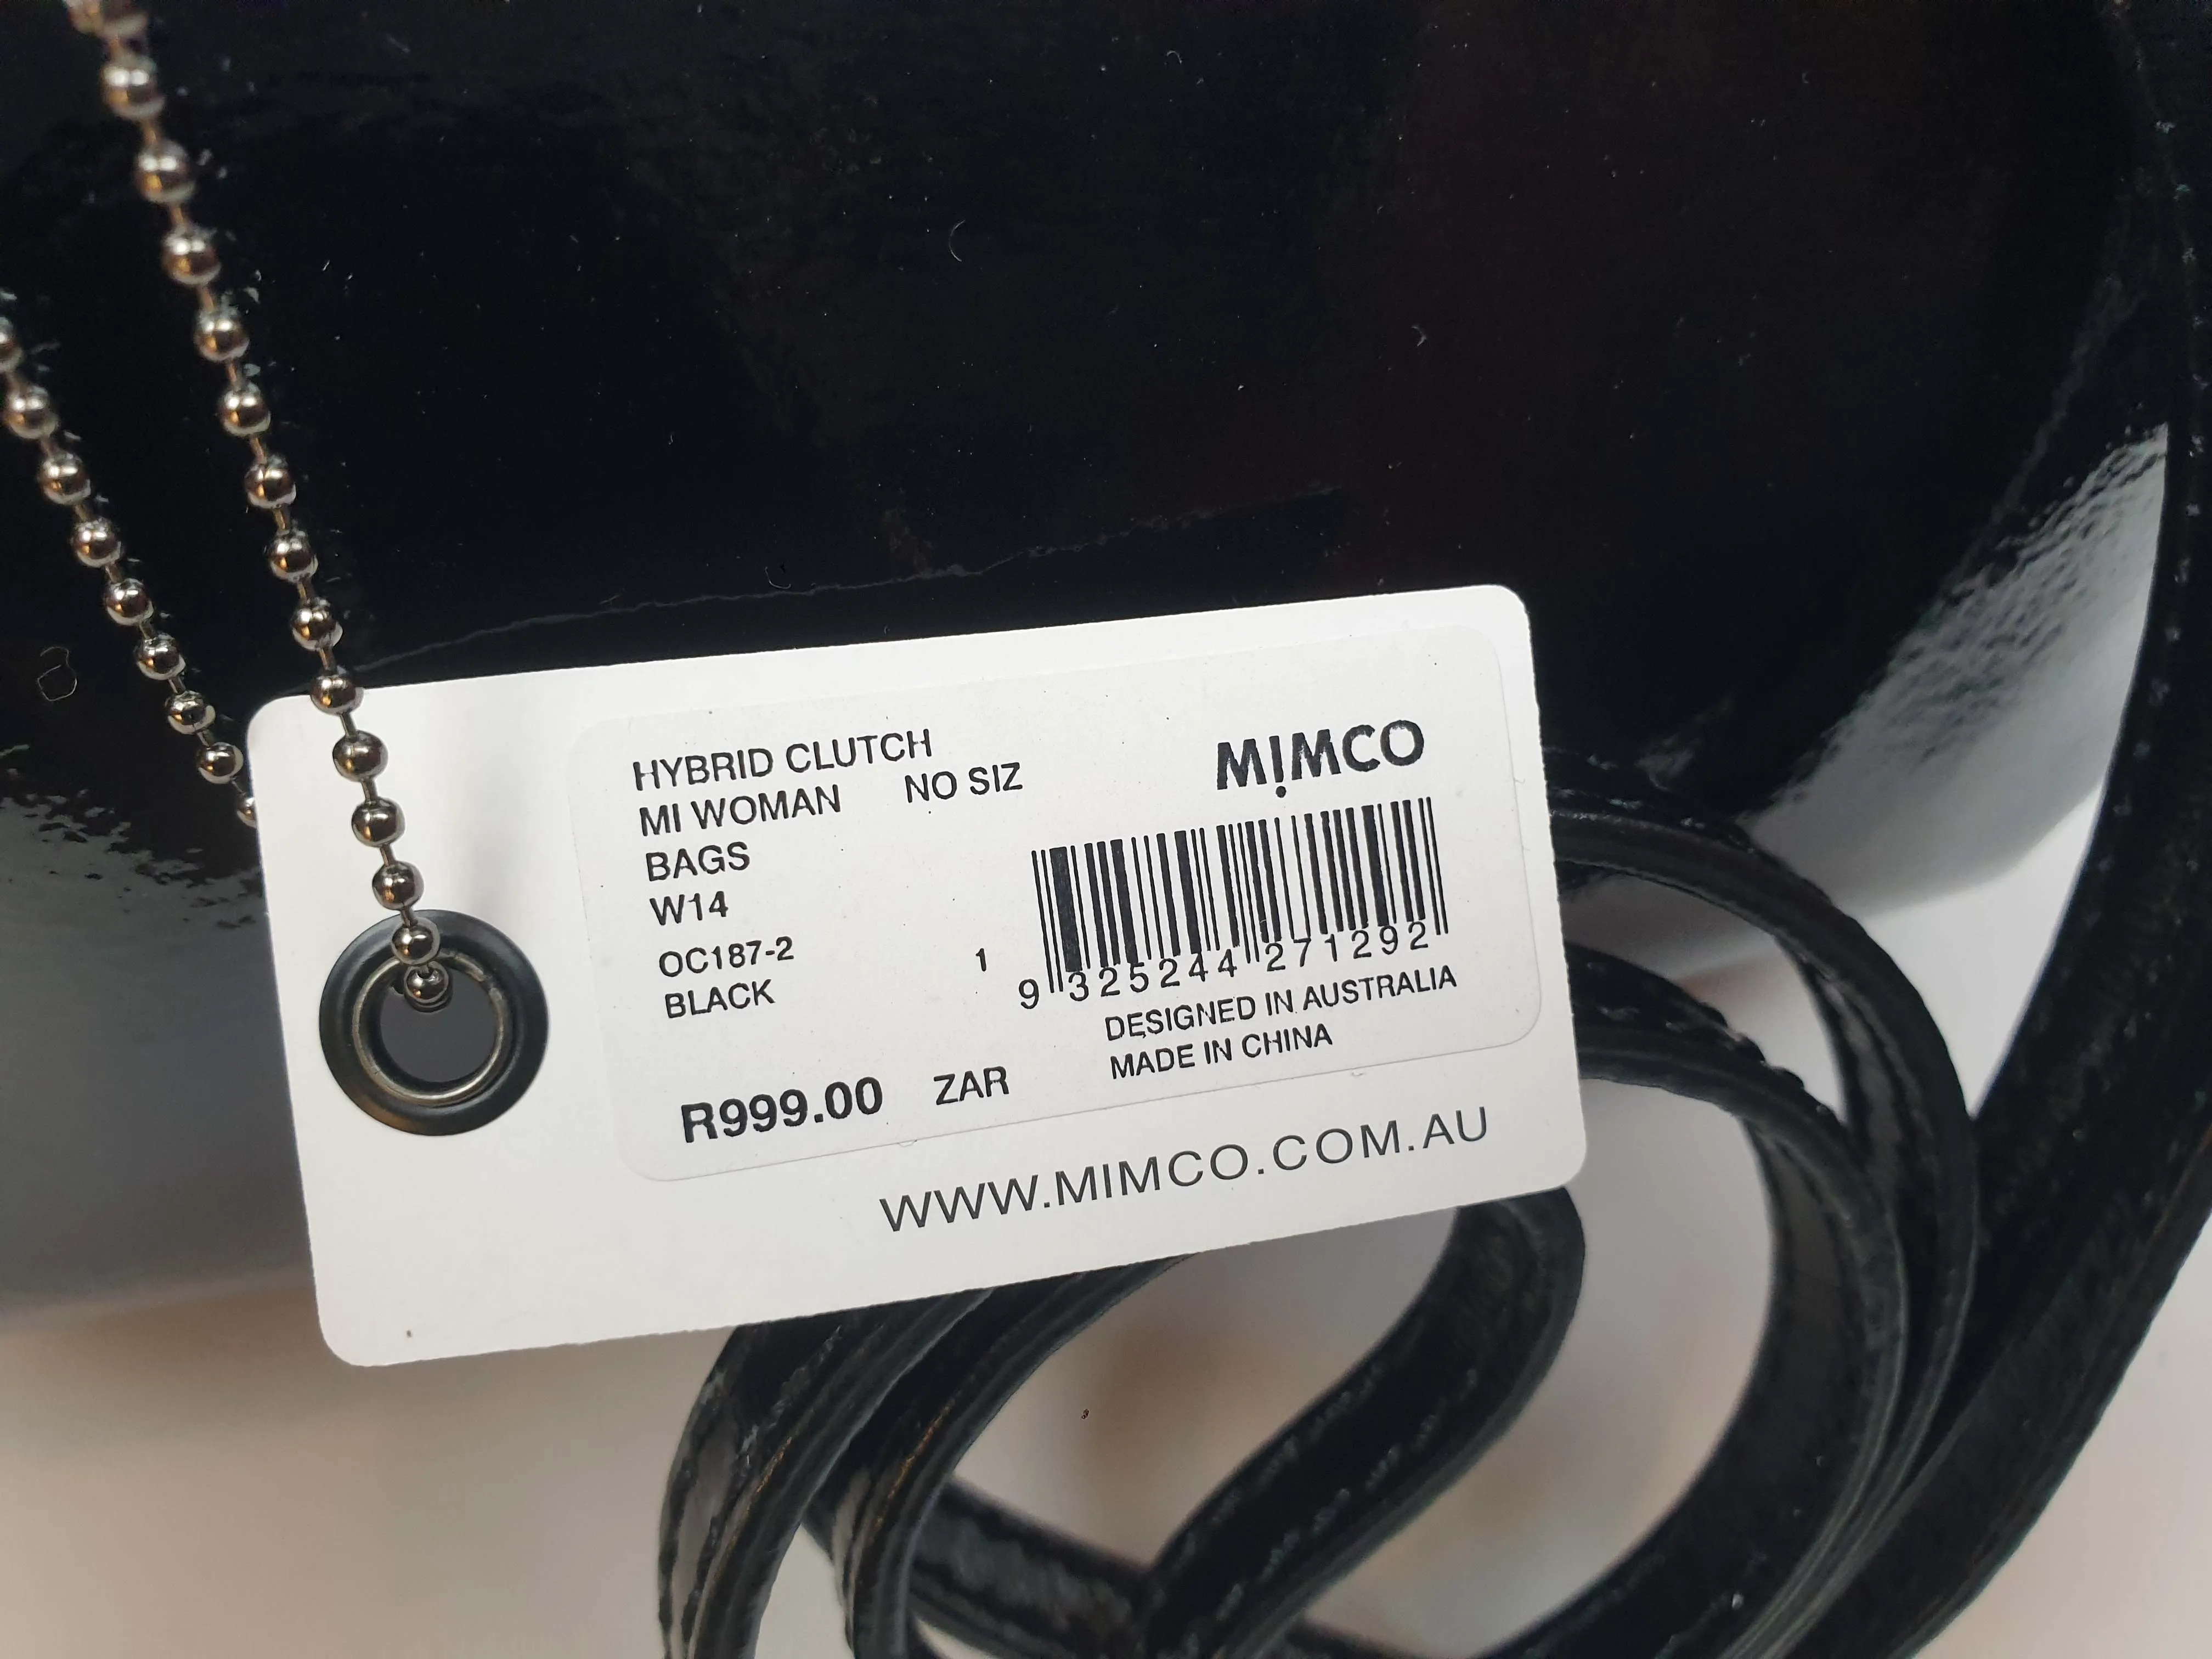 HYBRID CLUTCH
MI WOMAN NO SIZ
BAGS
W14
OC187-2 1
BLACK
R999.00 ZAR
MIMCO
9 325244 271292
DESIGNED IN AUSTRALIA
MADE IN CHINA
WWW.MIMCO.COM.AU